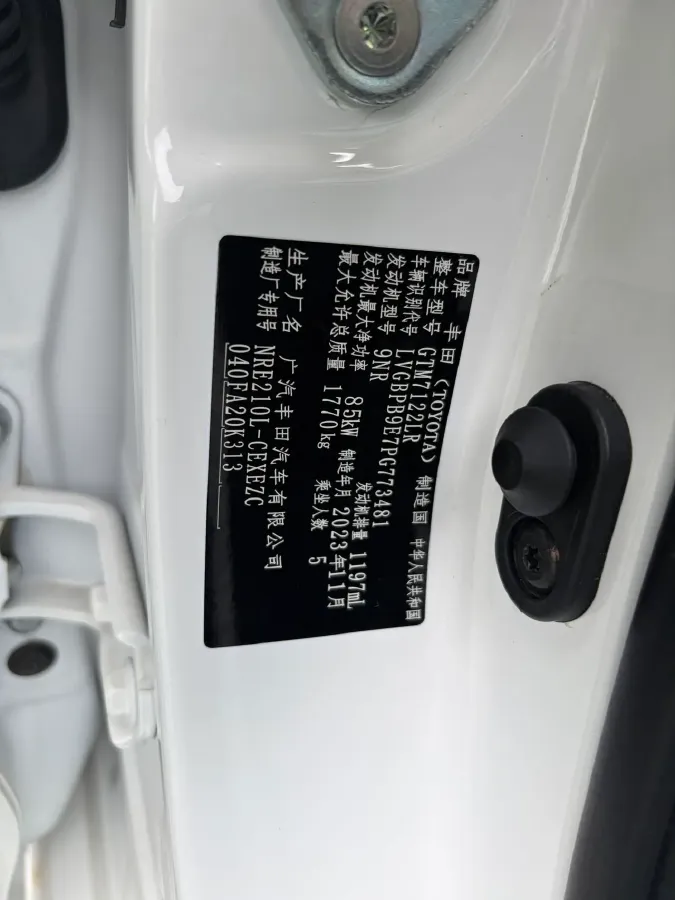 品牌 丰田(TOYOTA) 制造国 中华人民共和国
整车型号 GTM7122LR
车辆识别代号 LVGBPB9E7PG773481
发动机型号 9NR 发动机排量 1197mL
发动机最大净功率 85kW 制造年月 2023年11月
最大允许总质量 1770kg 乘坐人数 5
生产厂名 广汽丰田汽车有限公司
制造厂专用号 NRE210L-GEXEZC
040FA20K313